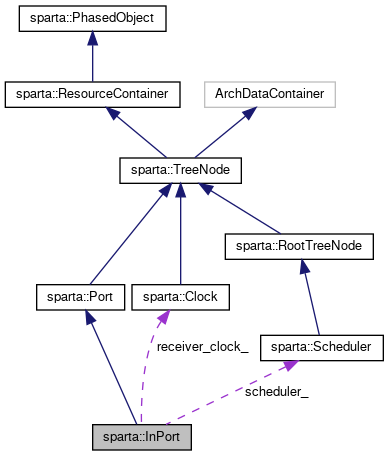 sparta::PhasedObject
sparta::ResourceContainer
ArchDataContainer
sparta::TreeNode
sparta::RootTreeNode
sparta::Port
sparta::Clock
receiver_clock_
sparta::Scheduler
scheduler_
sparta::InPort